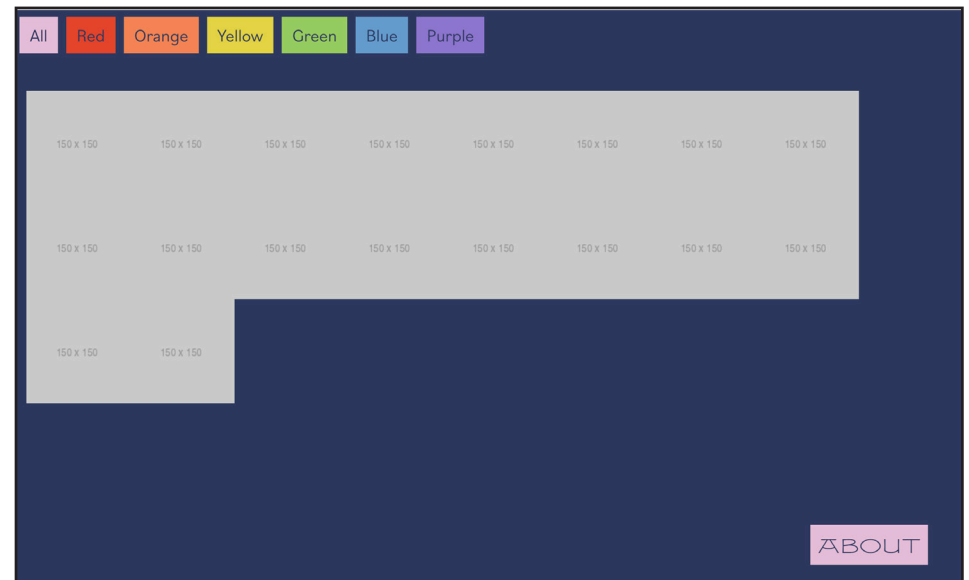 All Red Orange Yellow Green Blue Purple
150 x 150 150 x 150 150 x 150 150 x 150 150 x 150 150 x 150 150 x 150 150 x 150
150 x 150 150 x 150 150 x 150 150 x 150 150 x 150 150 x 150 150 x 150 150 x 150
150 x 150 150 x 150
ABOUT